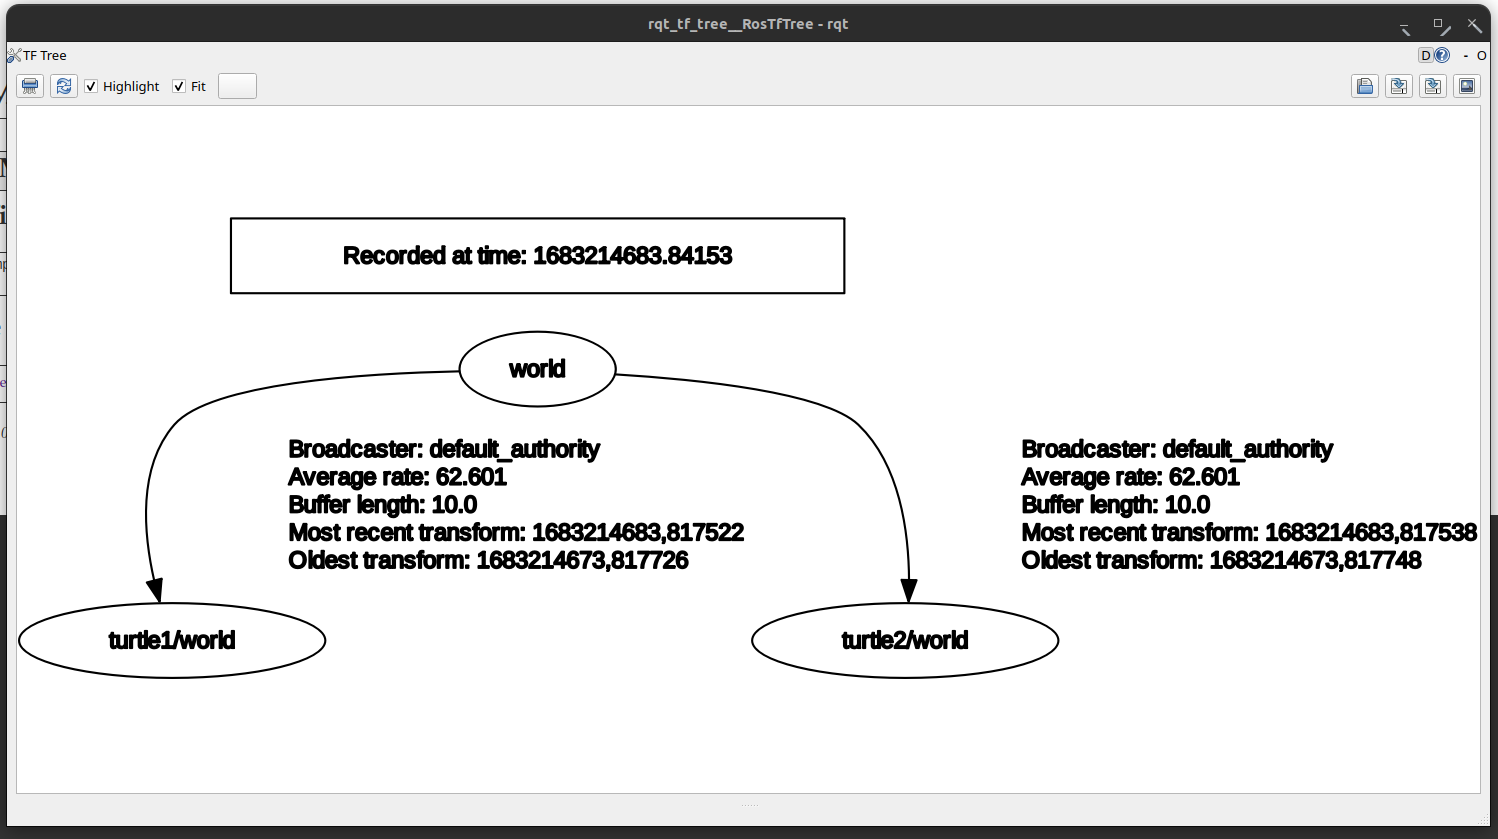 rqt_tf_tree__RosTfTree - rqt
TF Tree
D - O
Highlight Fit
Recorded at time: 1683214683.84153
world
Broadcaster: default_authority
Average rate: 62.601
Buffer length: 10.0
Most recent transform: 1683214683,817522
Oldest transform: 1683214673,817726
Broadcaster: default_authority
Average rate: 62.601
Buffer length: 10.0
Most recent transform: 1683214683,817538
Oldest transform: 1683214673,817748
turtle1/world
turtle2/world